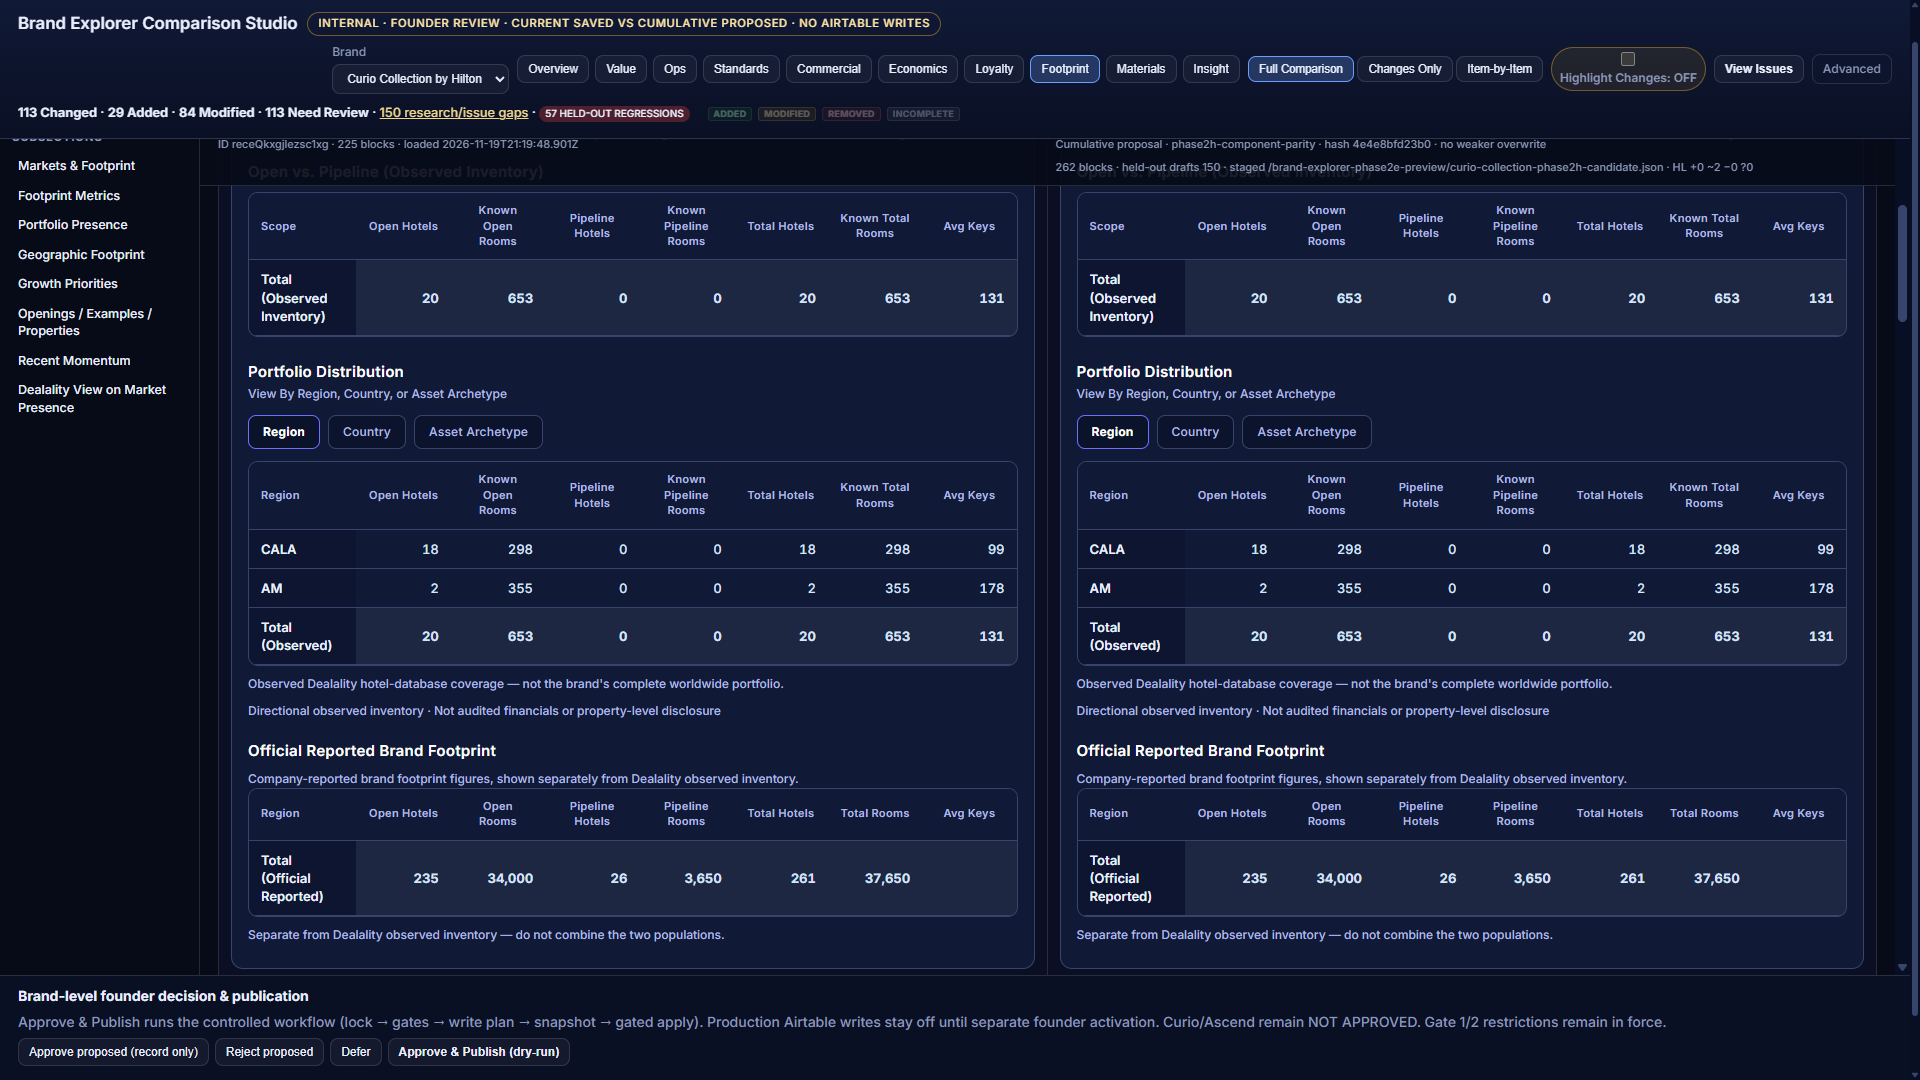 Brand Explorer Comparison Studio
INTERNAL · FOUNDER REVIEW · CURRENT SAVED VS CUMULATIVE PROPOSED · NO AIRTABLE WRITES
Brand
Curio Collection by Hilton
Overview
Value
Ops
Standards
Commercial
Economics
Loyalty
Footprint
Materials
Insight
Full Comparison
Changes Only
Item-by-Item
Highlight Changes: OFF
View Issues
Advanced
113 Changed · 29 Added · 84 Modified · 113 Need Review · 150 research/issue gaps · 57 HELD-OUT REGRESSIONS
ADDED
MODIFIED
REMOVED
INCOMPLETE
Markets & Footprint
Footprint Metrics
Portfolio Presence
Geographic Footprint
Growth Priorities
Openings / Examples /
Properties
Recent Momentum
Dealality View on Market
Presence
ID receQkxgjlezsc1xg · 225 blocks · loaded 2026-11-19T21:19:48.901Z
Open vs. Pipeline (Observed Inventory)
Scope Open Hotels Known Open Rooms Pipeline Hotels Known Pipeline Rooms Total Hotels Known Total Rooms Avg Keys
Total (Observed Inventory) 20 653 0 0 20 653 131
Portfolio Distribution
View By Region, Country, or Asset Archetype
Region
Country
Asset Archetype
Region Open Hotels Known Open Rooms Pipeline Hotels Known Pipeline Rooms Total Hotels Known Total Rooms Avg Keys
CALA 18 298 0 0 18 298 99
AM 2 355 0 0 2 355 178
Total (Observed) 20 653 0 0 20 653 131
Observed Dealality hotel-database coverage — not the brand's complete worldwide portfolio.
Directional observed inventory · Not audited financials or property-level disclosure
Official Reported Brand Footprint
Company-reported brand footprint figures, shown separately from Dealality observed inventory.
Region Open Hotels Open Rooms Pipeline Hotels Pipeline Rooms Total Hotels Total Rooms Avg Keys
Total (Official Reported) 235 34,000 26 3,650 261 37,650
Separate from Dealality observed inventory — do not combine the two populations.
Cumulative proposal · phase2h-component-parity · hash 4e4e8bfd23b0 · no weaker overwrite
262 blocks · held-out drafts 150 · staged /brand-explorer-phase2e-preview/curio-collection-phase2h-candidate.json · HL +0 ~2 −0 ?0
Scope Open Hotels Known Open Rooms Pipeline Hotels Known Pipeline Rooms Total Hotels Known Total Rooms Avg Keys
Total (Observed Inventory) 20 653 0 0 20 653 131
Portfolio Distribution
View By Region, Country, or Asset Archetype
Region
Country
Asset Archetype
Region Open Hotels Known Open Rooms Pipeline Hotels Known Pipeline Rooms Total Hotels Known Total Rooms Avg Keys
CALA 18 298 0 0 18 298 99
AM 2 355 0 0 2 355 178
Total (Observed) 20 653 0 0 20 653 131
Observed Dealality hotel-database coverage — not the brand's complete worldwide portfolio.
Directional observed inventory · Not audited financials or property-level disclosure
Official Reported Brand Footprint
Company-reported brand footprint figures, shown separately from Dealality observed inventory.
Region Open Hotels Open Rooms Pipeline Hotels Pipeline Rooms Total Hotels Total Rooms Avg Keys
Total (Official Reported) 235 34,000 26 3,650 261 37,650
Separate from Dealality observed inventory — do not combine the two populations.
Brand-level founder decision & publication
Approve & Publish runs the controlled workflow (lock → gates → write plan → snapshot → gated apply). Production Airtable writes stay off until separate founder activation. Curio/Ascend remain NOT APPROVED. Gate 1/2 restrictions remain in force.
Approve proposed (record only)
Reject proposed
Defer
Approve & Publish (dry-run)